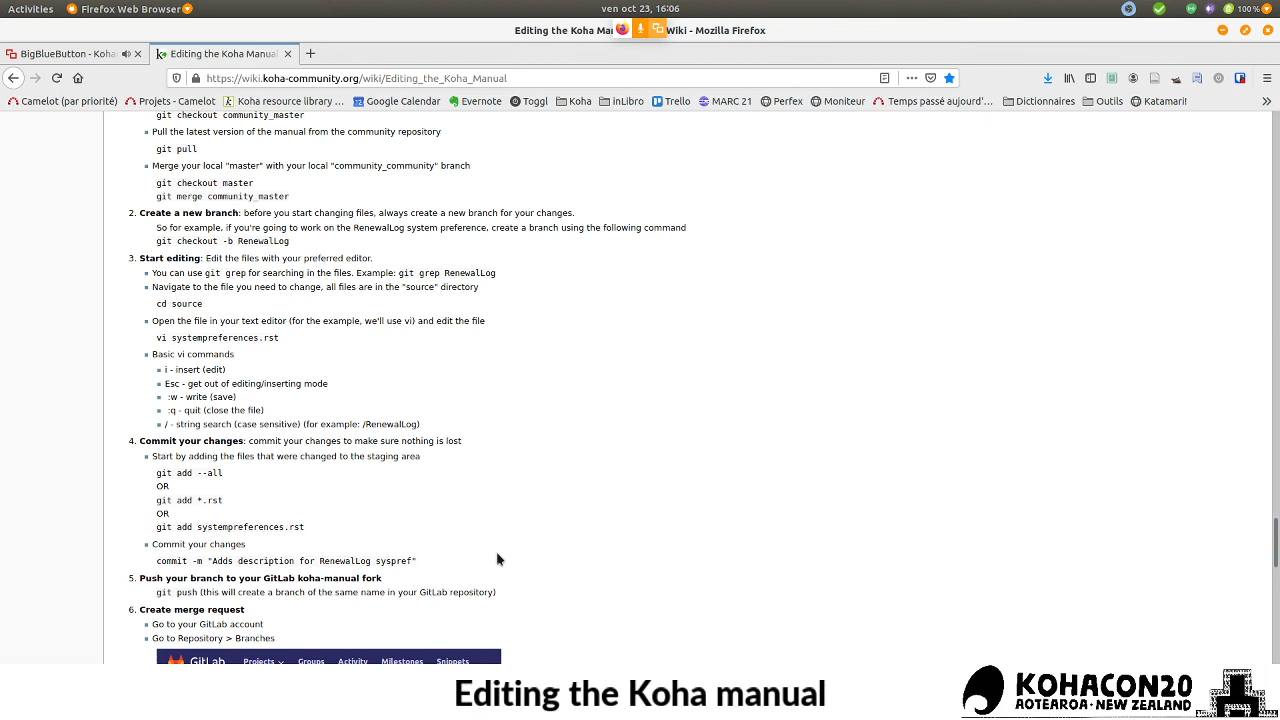 Activities
Firefox Web Browser
ven oct 23, 16:06
100%
Editing the Koha Ma
Wiki - Mozilla Firefox
BigBlueButton - Koha
Editing the Koha Manual
https://wiki.koha-community.org/wiki/Editing_the_Koha_Manual
Camelot (par priorité)
Projets - Camelot
Koha resource library ...
Google Calendar
Evernote
Toggl
Koha
inLibro
Trello
MARC 21
Perfex
Moniteur
Temps passé aujourd'...
Dictionnaires
Outils
Katamari!
git checkout community_master
Pull the latest version of the manual from the community repository
git pull
Merge your local "master" with your local "community_community" branch
git checkout master
git merge community_master
2. Create a new branch: before you start changing files, always create a new branch for your changes.
So for example, if you're going to work on the RenewalLog system preference, create a branch using the following command
git checkout -b RenewalLog
3. Start editing: Edit the files with your preferred editor.
You can use git grep for searching in the files. Example: git grep RenewalLog
Navigate to the file you need to change, all files are in the "source" directory
cd source
Open the file in your text editor (for the example, we'll use vi) and edit the file
vi systempreferences.rst
Basic vi commands
i - insert (edit)
Esc - get out of editing/inserting mode
:w - write (save)
:q - quit (close the file)
/ - string search (case sensitive) (for example: /RenewalLog)
4. Commit your changes: commit your changes to make sure nothing is lost
Start by adding the files that were changed to the staging area
git add --all
OR
git add *.rst
OR
git add systempreferences.rst
Commit your changes
commit -m "Adds description for RenewalLog syspref"
5. Push your branch to your GitLab koha-manual fork
git push (this will create a branch of the same name in your GitLab repository)
6. Create merge request
Go to your GitLab account
Go to Repository > Branches
GitLab
Projects
Groups
Activity
Milestones
Snippets
Editing the Koha manual
KOHACON20
AOTEAROA · NEW ZEALAND